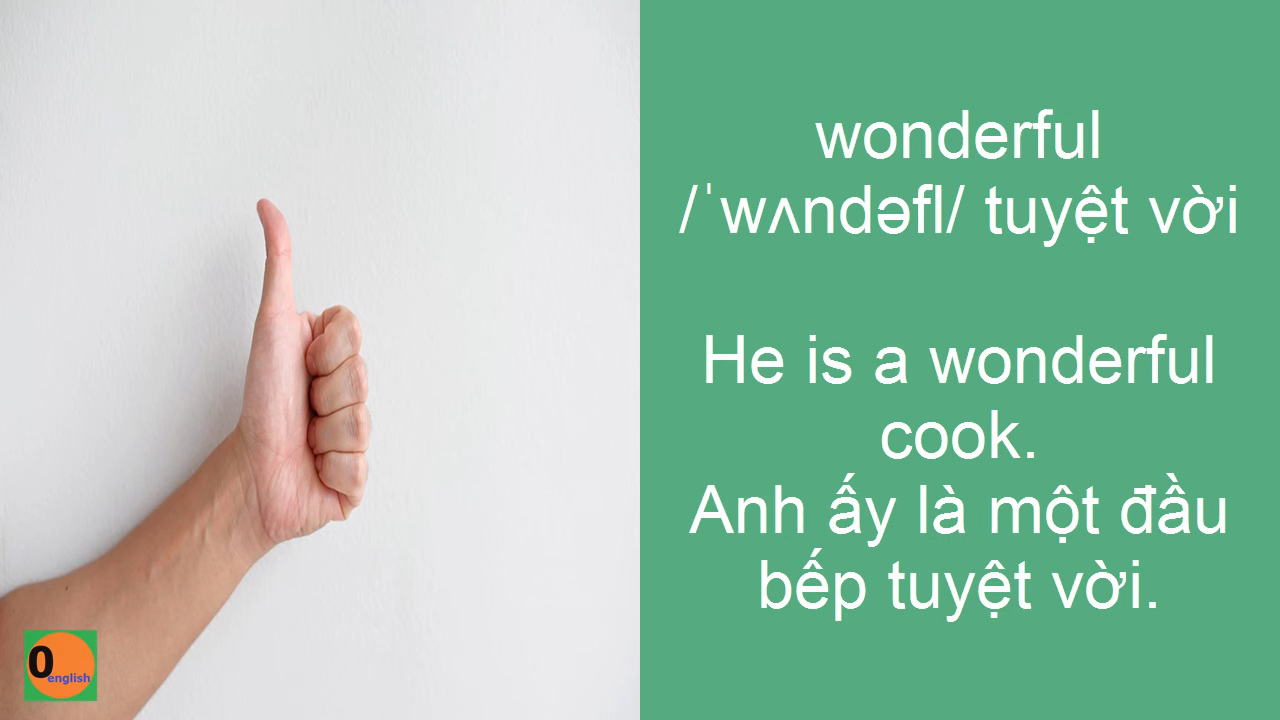 wonderful
/ˈwʌndəfl/ tuyệt vời
He is a wonderful
cook.
Anh ấy là một đầu
bếp tuyệt vời.
0
english